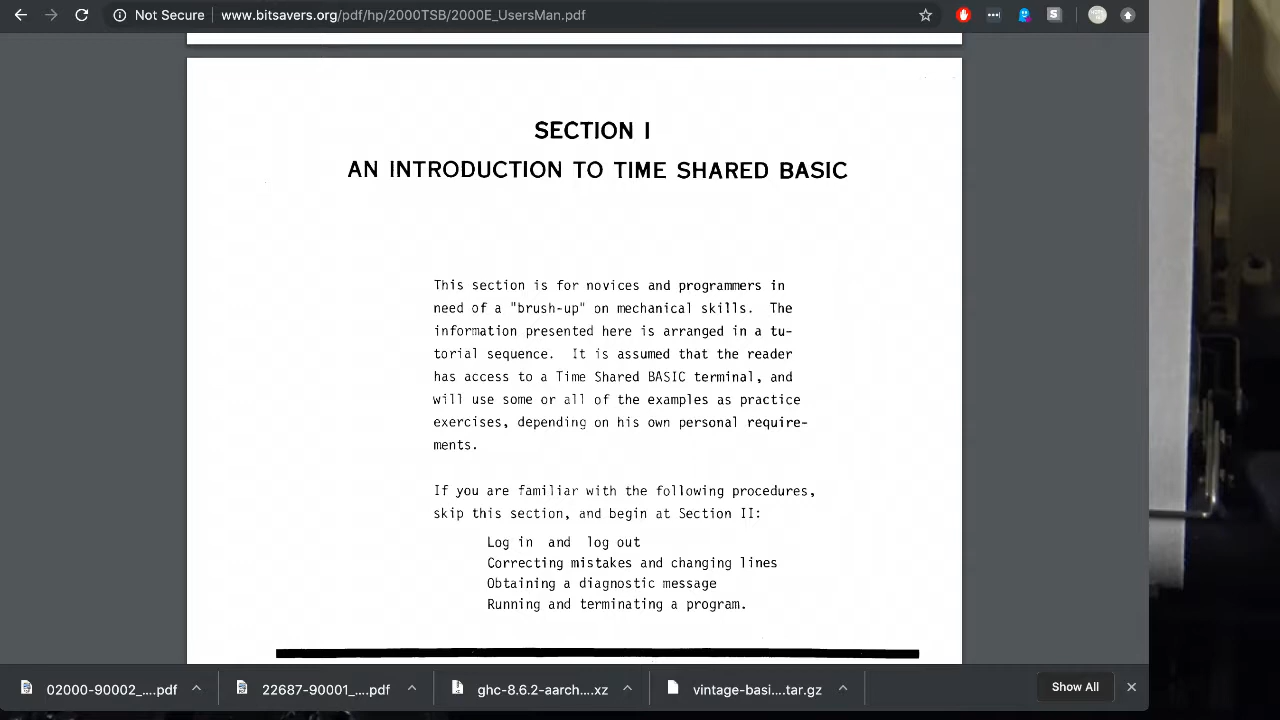 Not Secure
www.bitsavers.org/pdf/hp/2000TSB/2000E_UsersMan.pdf
SECTION I
AN INTRODUCTION TO TIME SHARED BASIC
This section is for novices and programmers in
need of a "brush-up" on mechanical skills. The
information presented here is arranged in a tu-
torial sequence. It is assumed that the reader
has access to a Time Shared BASIC terminal, and
will use some or all of the examples as practice
exercises, depending on his own personal require-
ments.
If you are familiar with the following procedures,
skip this section, and begin at Section II:
Log in and log out
Correcting mistakes and changing lines
Obtaining a diagnostic message
Running and terminating a program.
02000-90002_....pdf
22687-90001_....pdf
ghc-8.6.2-aarch....xz
vintage-basi....tar.gz
Show All